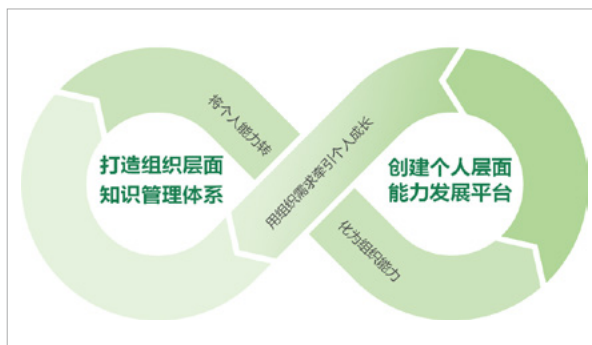 将个人能力转
打造组织层面
知识管理体系
用组织需求牵引个人成长
创建个人层面
能力发展平台
化为组织能力